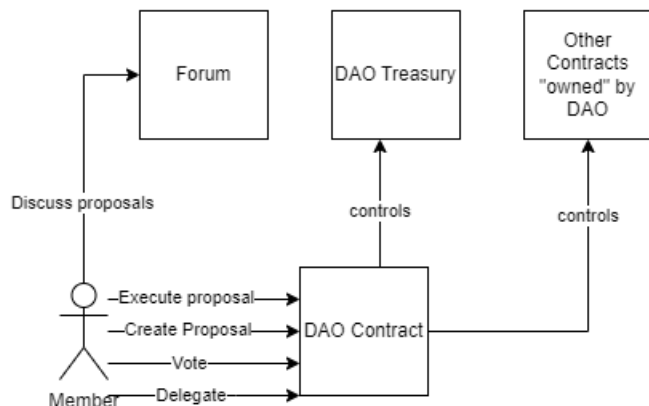 Forum
DAO Treasury
Other
Contracts
"owned" by
DAO
Discuss proposals
controls
controls
Execute proposal
Create Proposal
DAO Contract
Vote
Delegate
Member